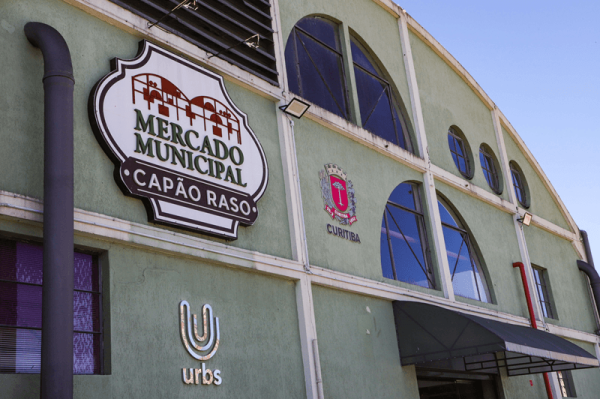 MERCADO
MUNICIPAL
• CAPÃO RASO •
CURITIBA
urbs